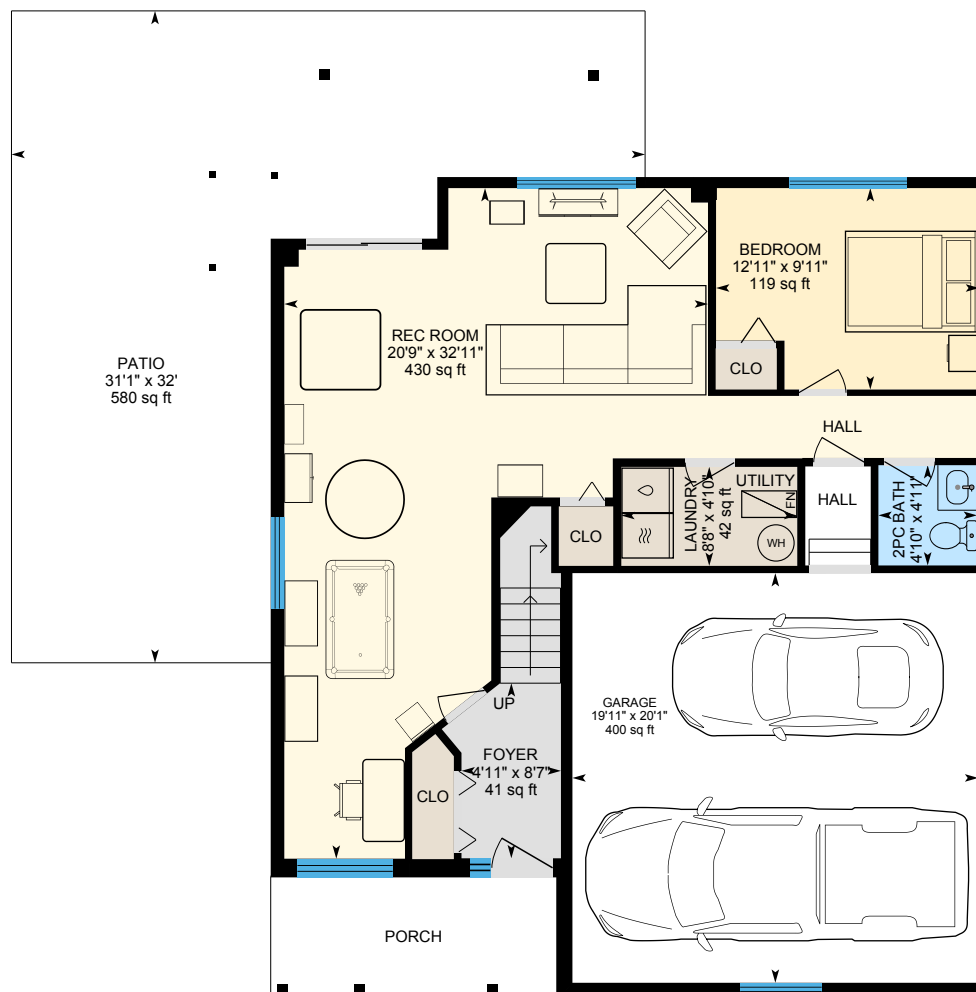 BEDROOM
12'11" x 9'11"
119 sq ft
REC ROOM
20'9" x 32'11"
430 sq ft
PATIO
31'1" x 32'
580 sq ft
CLO
HALL
LAUNDRY
8'8" x 4'10"
42 sq ft
UTILITY
FN
WH
HALL
2PC BATH
4'10" x 4'11"
CLO
UP
GARAGE
19'11" x 20'1"
400 sq ft
FOYER
4'11" x 8'7"
41 sq ft
CLO
PORCH